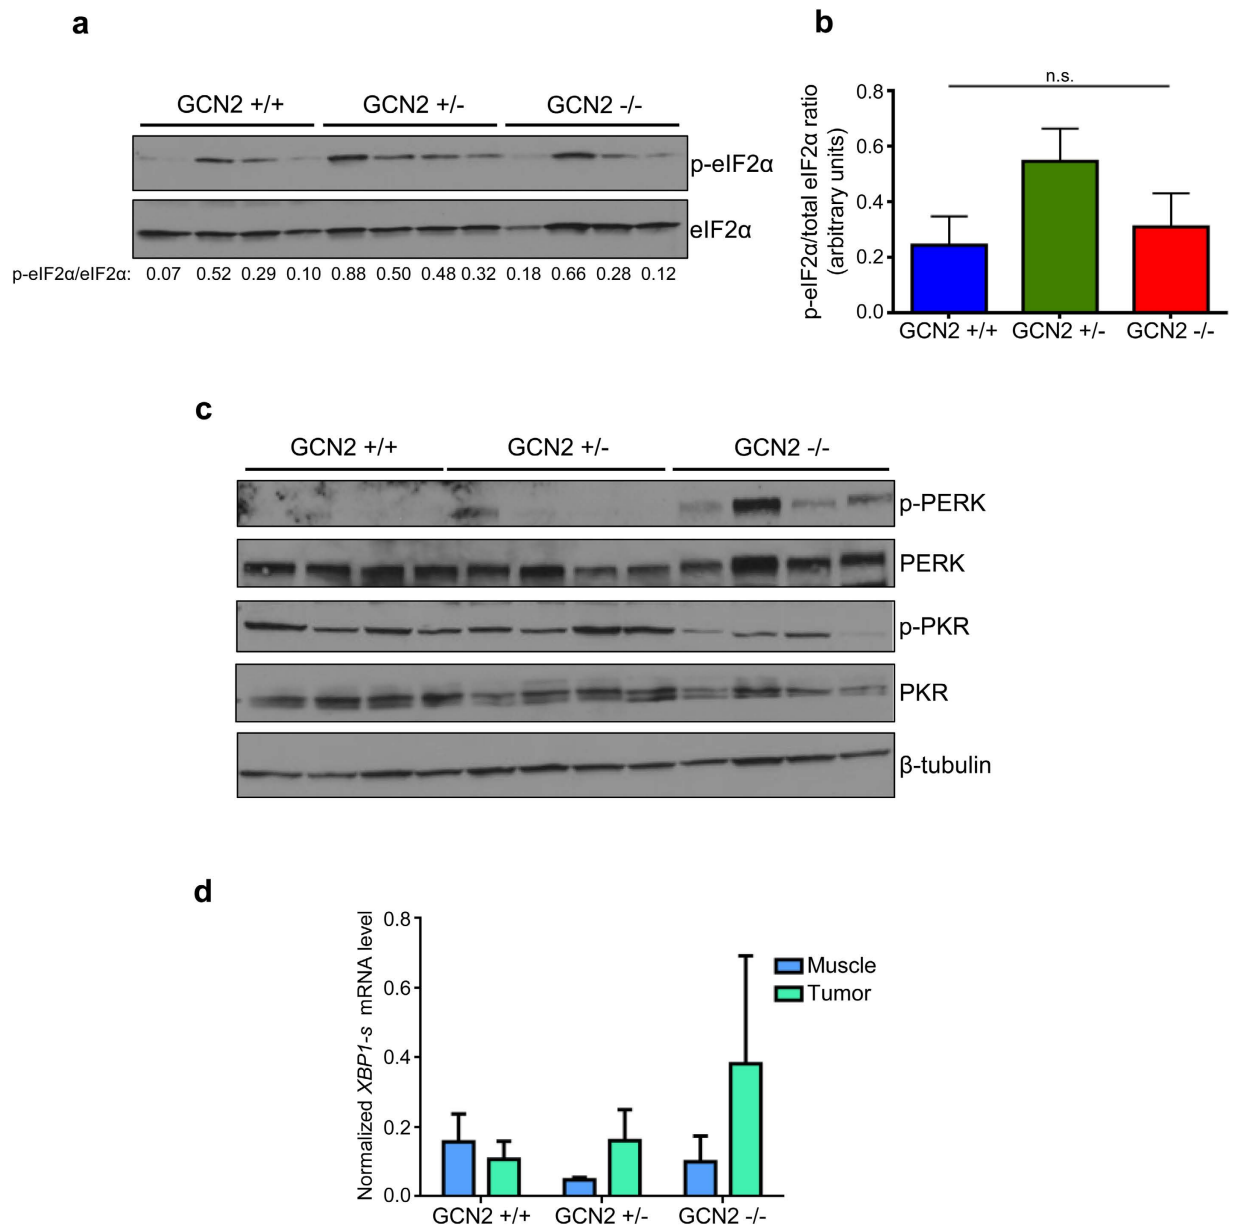 a
GCN2 +/+ GCN2 +/- GCN2 -/-
p-eIF2α
eIF2α
p-eIF2α/eIF2α: 0.07 0.52 0.29 0.10 0.88 0.50 0.48 0.32 0.18 0.66 0.28 0.12
b
n.s.
p-eIF2α/total eIF2α ratio
(arbitrary units)
0.8
0.6
0.4
0.2
0.0
GCN2 +/+ GCN2 +/- GCN2 -/-
c
GCN2 +/+ GCN2 +/- GCN2 -/-
p-PERK
PERK
p-PKR
PKR
β-tubulin
d
Normalized XBP1-s mRNA level
0.8
0.6
0.4
0.2
0.0
Muscle
Tumor
GCN2 +/+ GCN2 +/- GCN2 -/-